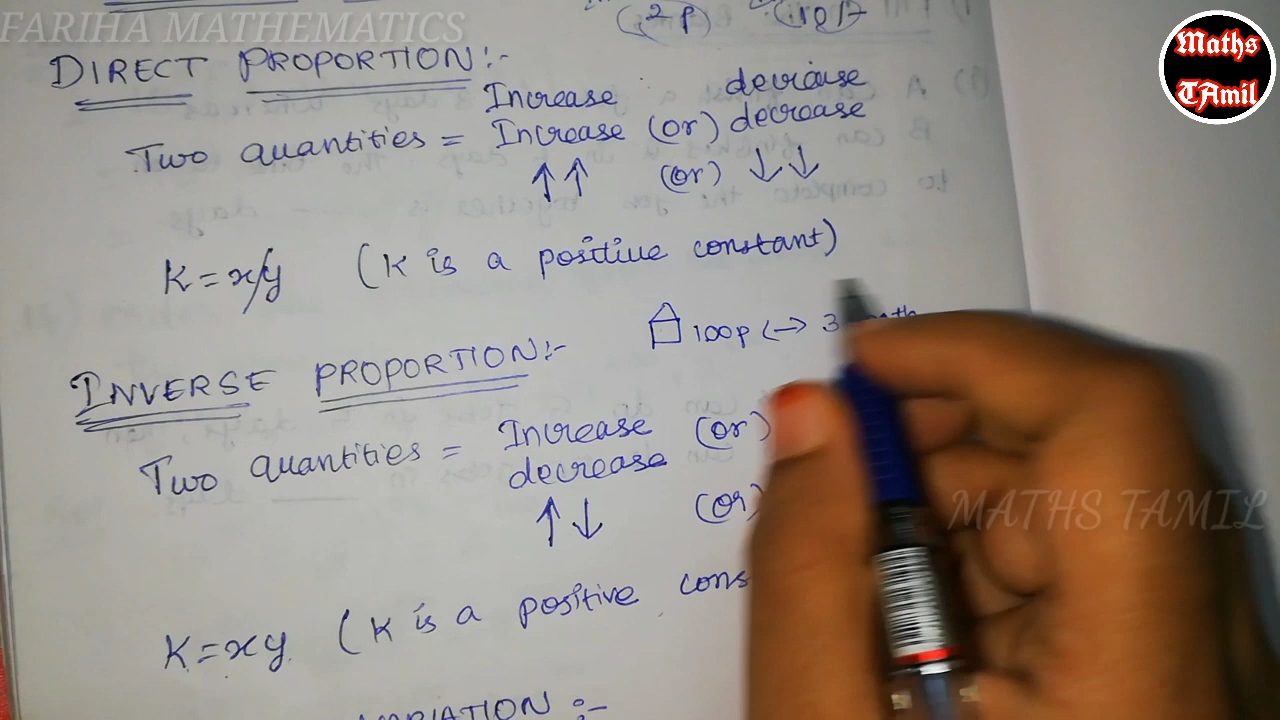 FARIHA MATHEMATICS
Maths
TAmil
DIRECT PROPORTION:-
Increase decrease
Two quantities = Increase (or) decrease
↑↑ (or) ↓↓
K = x/y (K is a positive constant)
100p ↔ 3
INVERSE PROPORTION:-
Two quantities = Increase (or)
decrease
↑↓ (or)
MATHS TAMIL
K = xy (K is a positive cons
:-